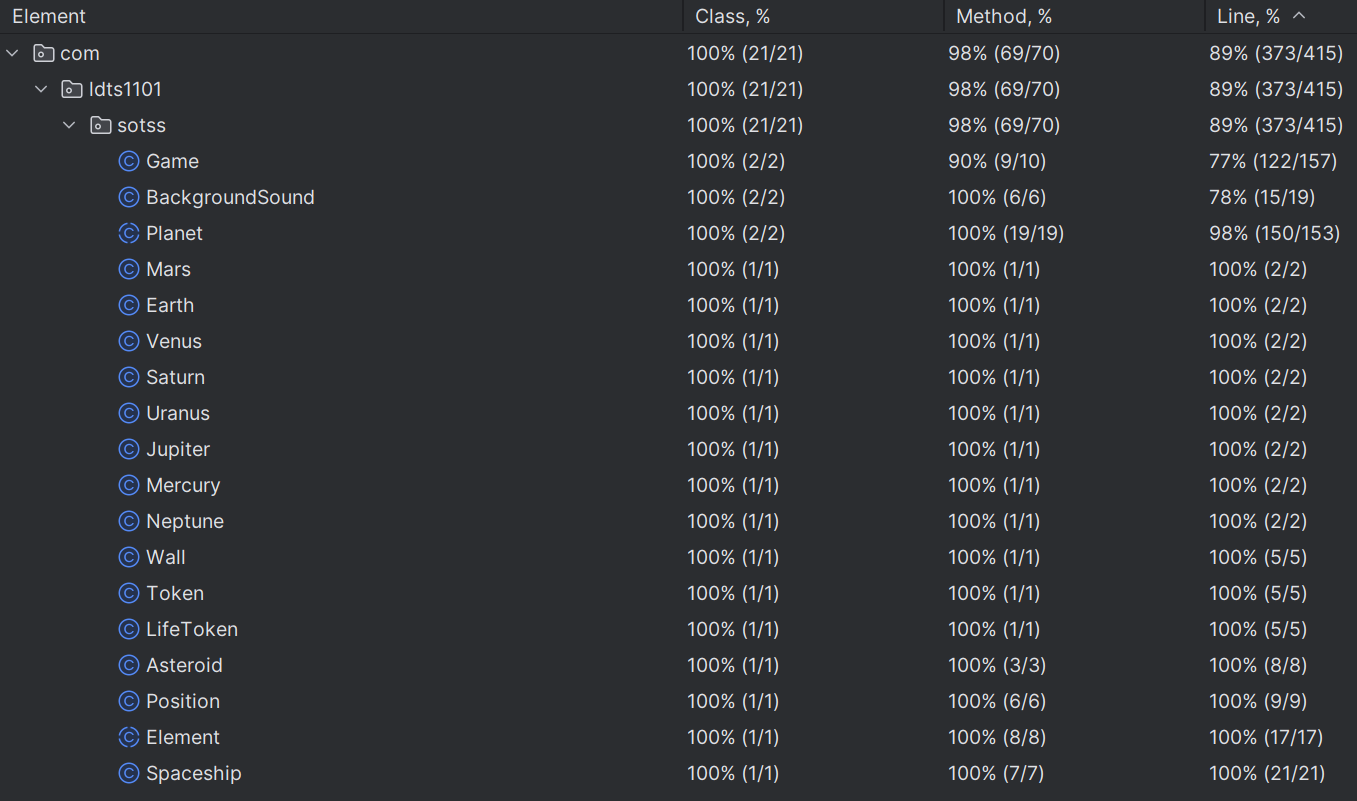 Element Class, % Method, % Line, %
com 100% (21/21) 98% (69/70) 89% (373/415)
ldts1101 100% (21/21) 98% (69/70) 89% (373/415)
sotss 100% (21/21) 98% (69/70) 89% (373/415)
Game 100% (2/2) 90% (9/10) 77% (122/157)
BackgroundSound 100% (2/2) 100% (6/6) 78% (15/19)
Planet 100% (2/2) 100% (19/19) 98% (150/153)
Mars 100% (1/1) 100% (1/1) 100% (2/2)
Earth 100% (1/1) 100% (1/1) 100% (2/2)
Venus 100% (1/1) 100% (1/1) 100% (2/2)
Saturn 100% (1/1) 100% (1/1) 100% (2/2)
Uranus 100% (1/1) 100% (1/1) 100% (2/2)
Jupiter 100% (1/1) 100% (1/1) 100% (2/2)
Mercury 100% (1/1) 100% (1/1) 100% (2/2)
Neptune 100% (1/1) 100% (1/1) 100% (2/2)
Wall 100% (1/1) 100% (1/1) 100% (5/5)
Token 100% (1/1) 100% (1/1) 100% (5/5)
LifeToken 100% (1/1) 100% (1/1) 100% (5/5)
Asteroid 100% (1/1) 100% (3/3) 100% (8/8)
Position 100% (1/1) 100% (6/6) 100% (9/9)
Element 100% (1/1) 100% (8/8) 100% (17/17)
Spaceship 100% (1/1) 100% (7/7) 100% (21/21)